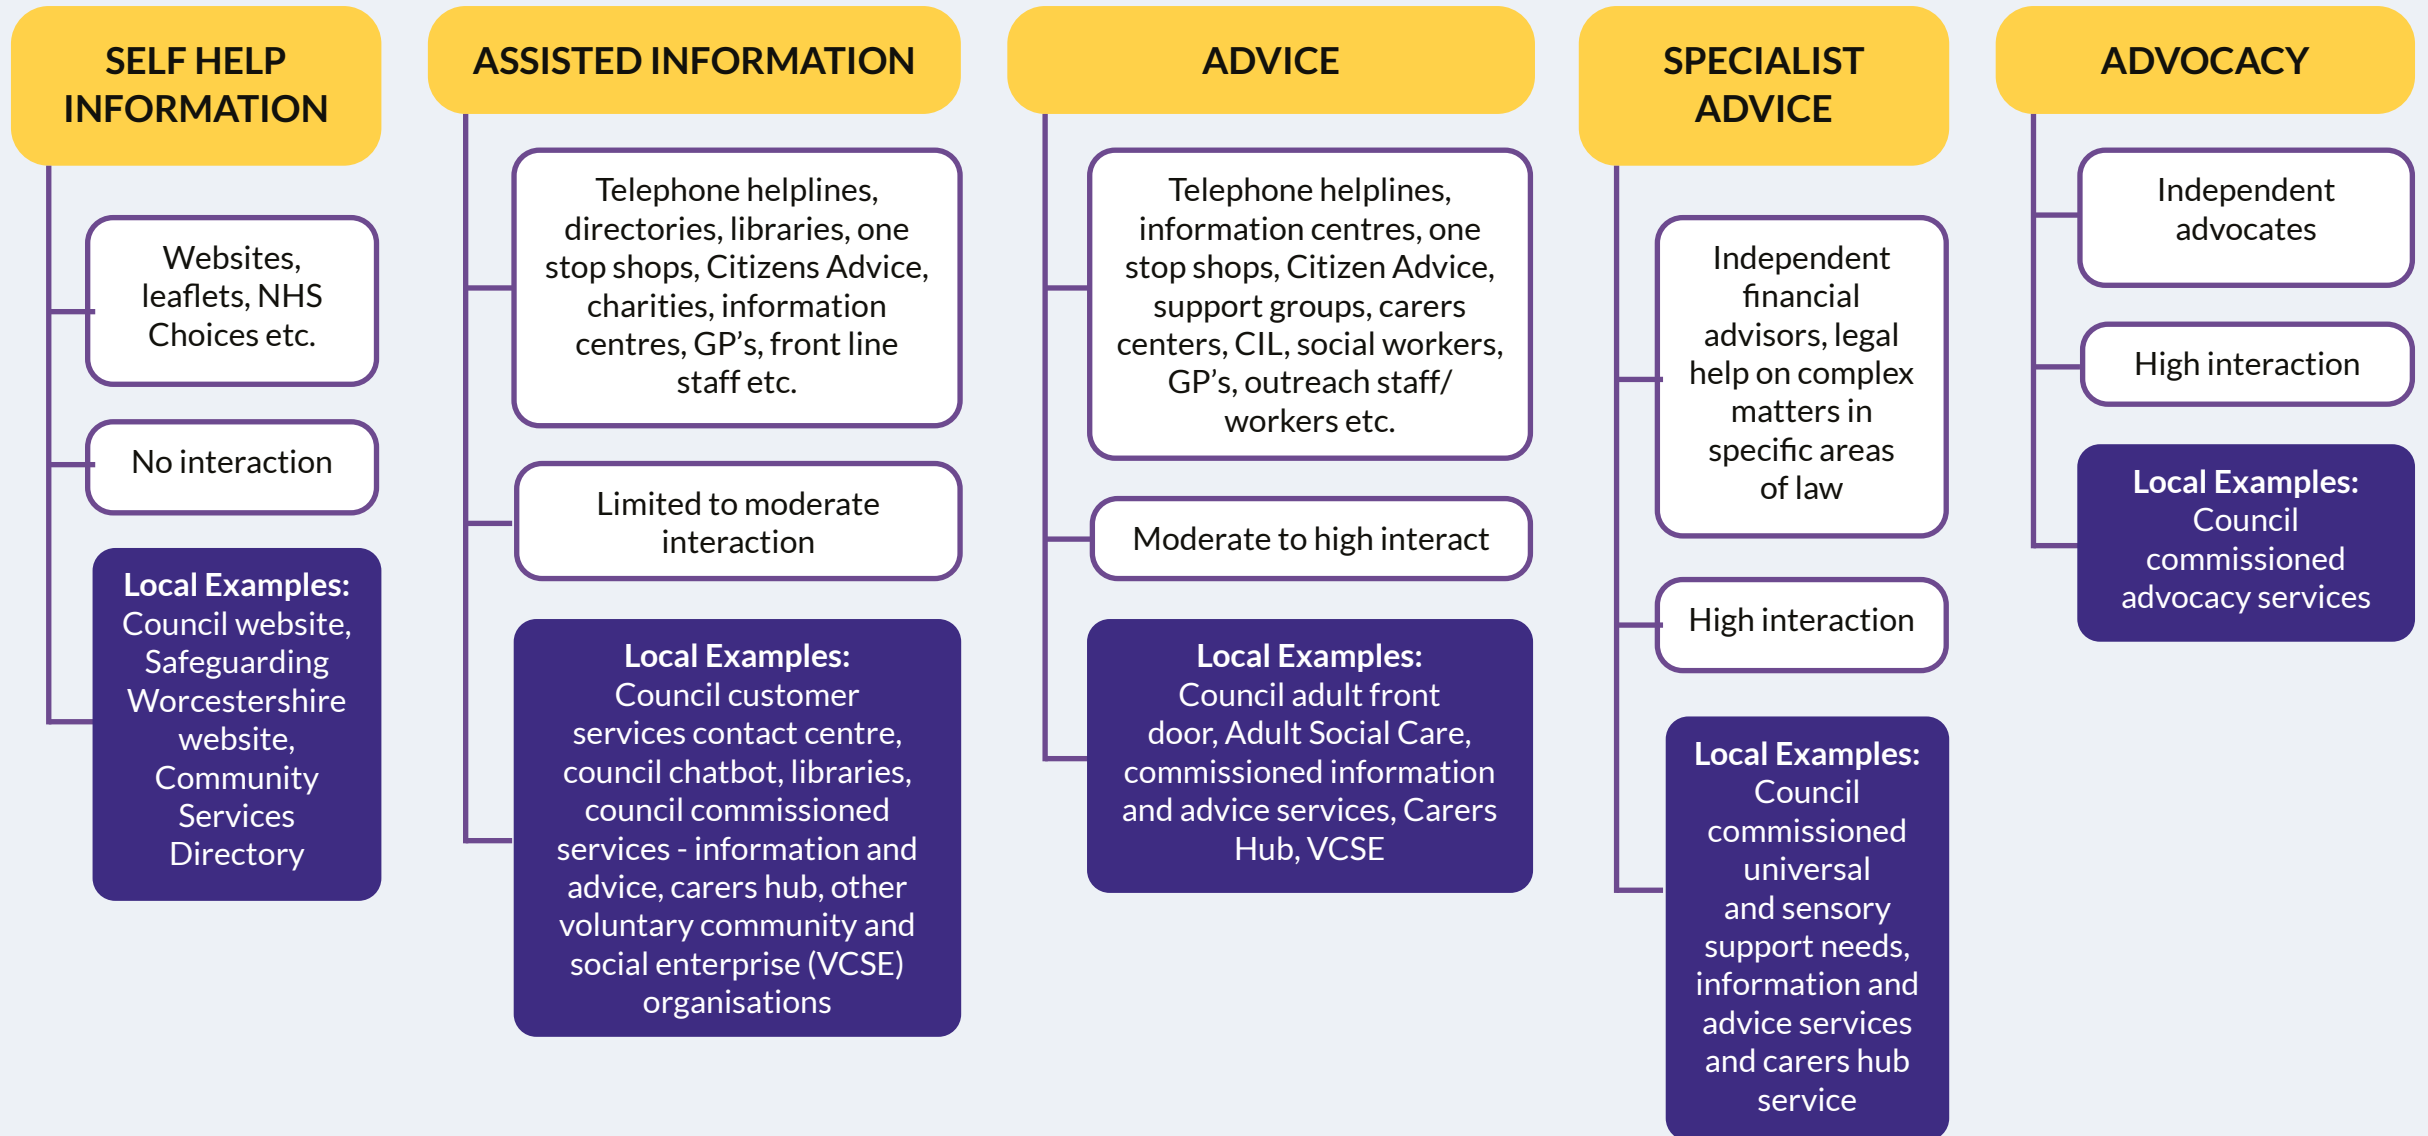 SELF HELP
INFORMATION
Websites,
leaflets, NHS
Choices etc.
No interaction
Local Examples:
Council website,
Safeguarding
Worcestershire
website,
Community
Services
Directory
ASSISTED INFORMATION
Telephone helplines,
directories, libraries, one
stop shops, Citizens Advice,
charities, information
centres, GP’s, front line
staff etc.
Limited to moderate
interaction
Local Examples:
Council customer
services contact centre,
council chatbot, libraries,
council commissioned
services - information and
advice, carers hub, other
voluntary community and
social enterprise (VCSE)
organisations
ADVICE
Telephone helplines,
information centres, one
stop shops, Citizen Advice,
support groups, carers
centers, CIL, social workers,
GP’s, outreach staff/
workers etc.
Moderate to high interact
Local Examples:
Council adult front
door, Adult Social Care,
commissioned information
and advice services, Carers
Hub, VCSE
SPECIALIST
ADVICE
Independent
financial
advisors, legal
help on complex
matters in
specific areas
of law
High interaction
Local Examples:
Council
commissioned
universal
and sensory
support needs,
information and
advice services
and carers hub
service
ADVOCACY
Independent
advocates
High interaction
Local Examples:
Council
commissioned
advocacy services